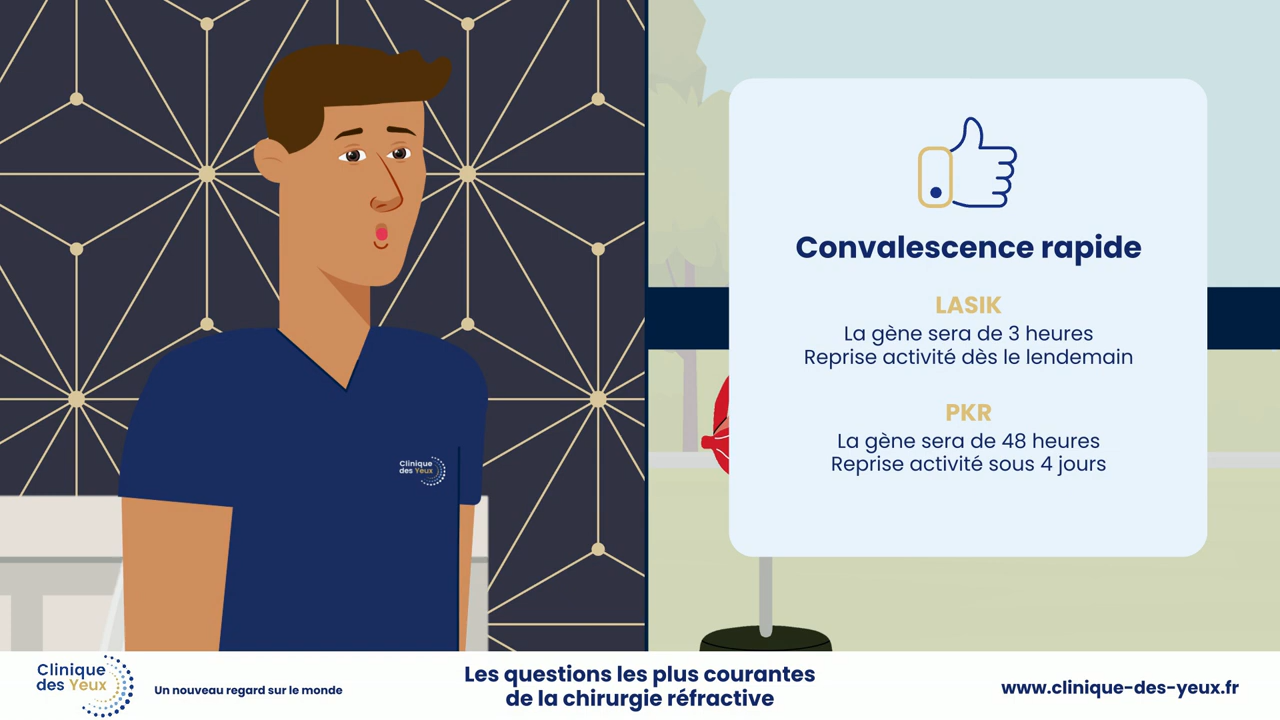 Clinique
des Yeux
Convalescence rapide
LASIK
La gène sera de 3 heures
Reprise activité dès le lendemain
PKR
La gène sera de 48 heures
Reprise activité sous 4 jours
Clinique
des Yeux
Un nouveau regard sur le monde
Les questions les plus courantes
de la chirurgie réfractive
www.clinique-des-yeux.fr